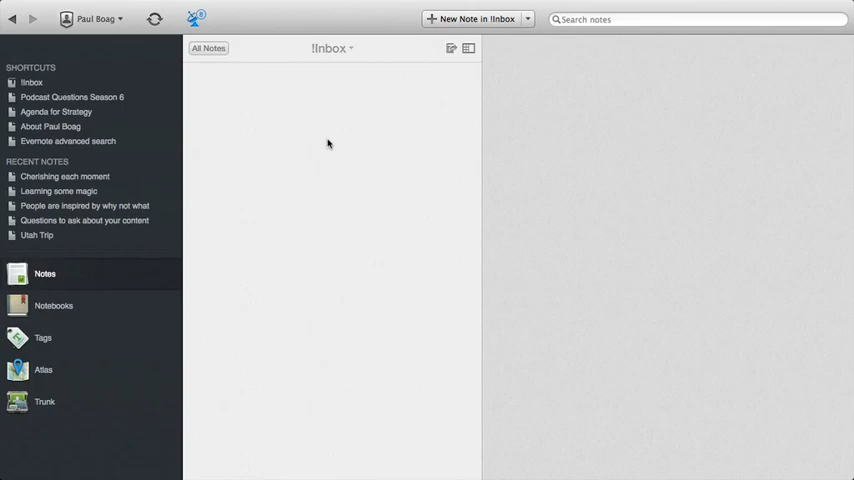 Paul Boag
8
New Note in !Inbox
Search notes
All Notes
!Inbox
SHORTCUTS
!Inbox
Podcast Questions Season 6
Agenda for Strategy
About Paul Boag
Evernote advanced search
RECENT NOTES
Cherishing each moment
Learning some magic
People are inspired by why not what
Questions to ask about your content
Utah Trip
Notes
Notebooks
Tags
Atlas
Trunk